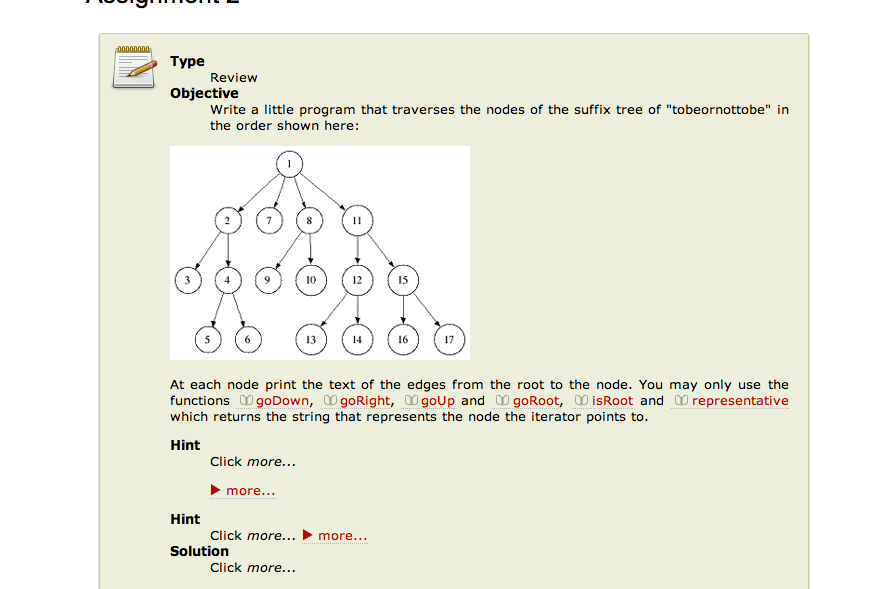 Assignment 2
Type
Review
Objective
Write a little program that traverses the nodes of the suffix tree of "tobeornottobe" in
the order shown here:
1
2 7 8 11
3 4 9 10 12 15
5 6 13 14 16 17
At each node print the text of the edges from the root to the node. You may only use the
functions goDown, goRight, goUp and goRoot, isRoot and representative
which returns the string that represents the node the iterator points to.
Hint
Click more...
more...
Hint
Click more... more...
Solution
Click more...